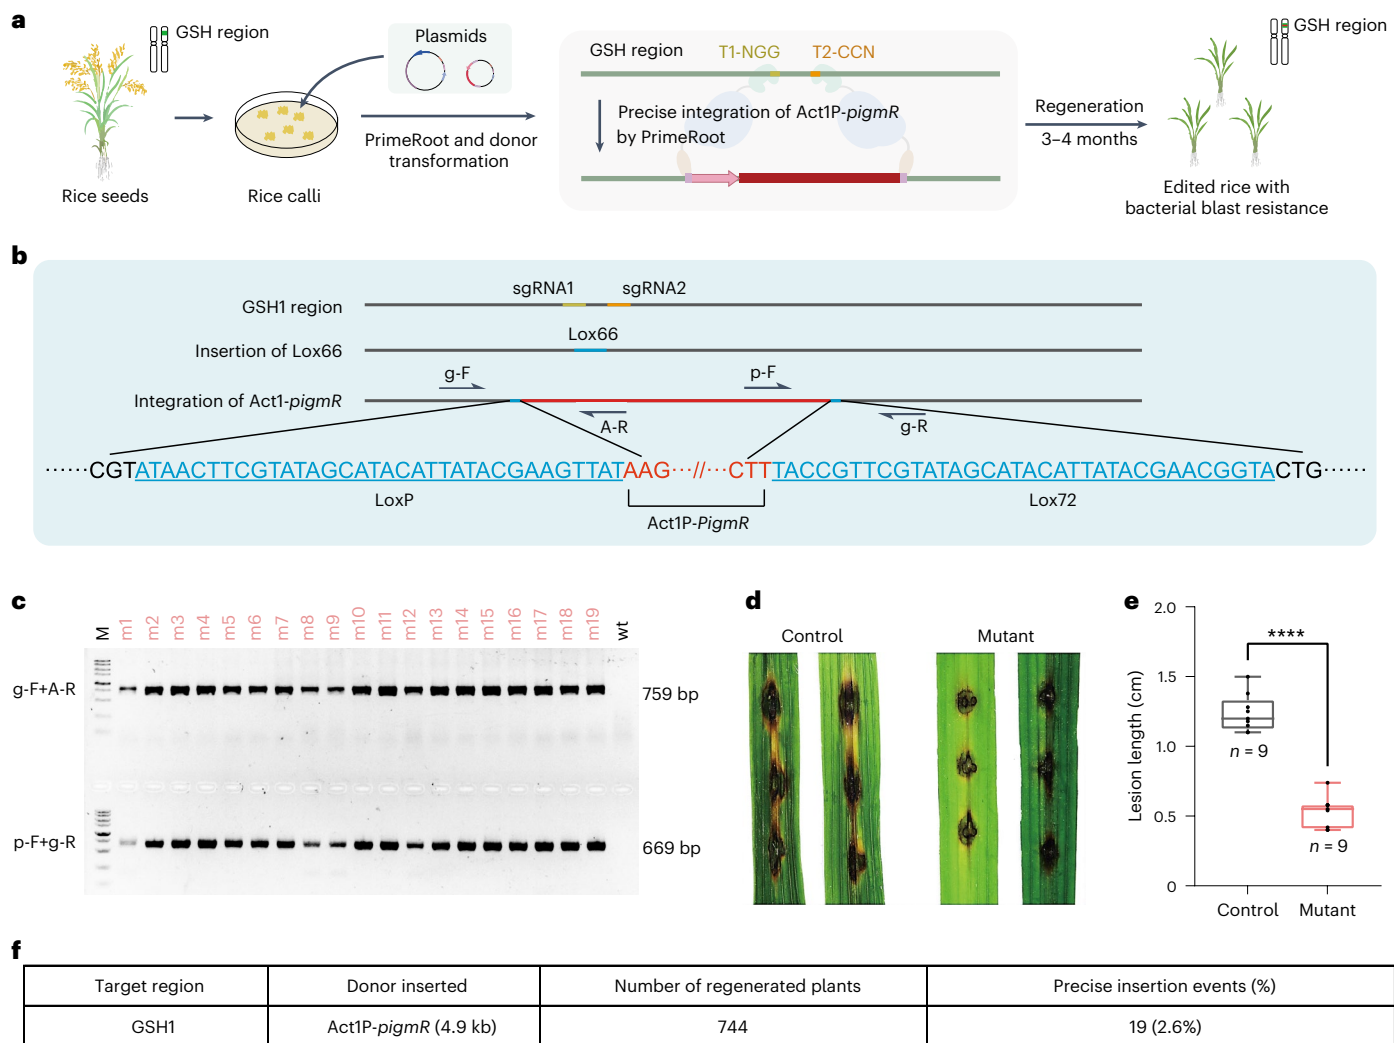 a
GSH region
Plasmids
GSH region
T1-NGG
T2-CCN
GSH region
Precise integration of Act1P-pigmR
by PrimeRoot
Regeneration
3–4 months
PrimeRoot and donor
transformation
Rice seeds
Rice calli
Edited rice with
bacterial blast resistance
b
sgRNA1
sgRNA2
GSH1 region
Lox66
Insertion of Lox66
g-F
p-F
Integration of Act1-pigmR
A-R
g-R
······CGTATAACTTCGTATAGCATACATTATACGAAGTTATAAG···//···CTTTACCGTTCGTATAGCATACATTATACGAACGGTACTG······
LoxP
Lox72
Act1P-PigmR
c
M m1 m2 m3 m4 m5 m6 m7 m8 m9 m10 m11 m12 m13 m14 m15 m16 m17 m18 m19 wt
g-F+A-R
759 bp
p-F+g-R
669 bp
d
Control
Mutant
e
Lesion length (cm)
2.0
1.5
1.0
0.5
0
****
n = 9
n = 9
Control
Mutant
f
Target region
Donor inserted
Number of regenerated plants
Precise insertion events (%)
GSH1
Act1P-pigmR (4.9 kb)
744
19 (2.6%)